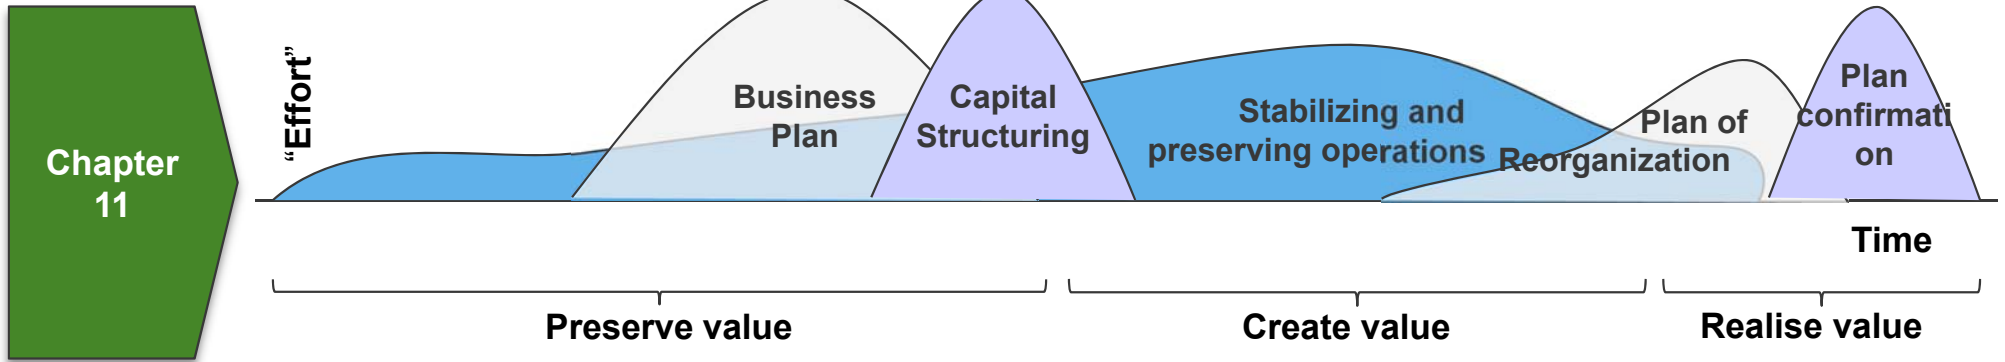 Chapter
11
“Effort”
Business
Plan
Capital
Structuring
Stabilizing and
preserving operations
Plan of
Reorganization
Plan
confirmati
on
Time
Preserve value
Create value
Realise value